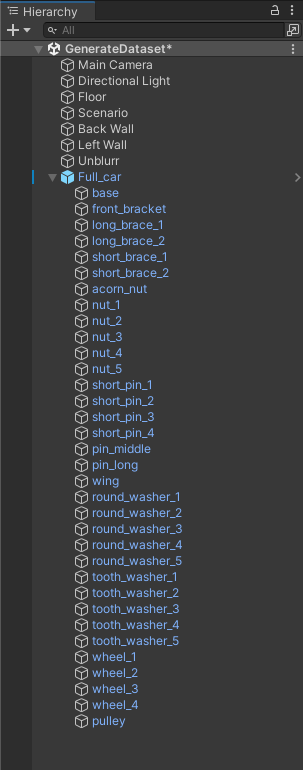 Hierarchy
All
GenerateDataset*
Main Camera
Directional Light
Floor
Scenario
Back Wall
Left Wall
Unblurr
Full_car
base
front_bracket
long_brace_1
long_brace_2
short_brace_1
short_brace_2
acorn_nut
nut_1
nut_2
nut_3
nut_4
nut_5
short_pin_1
short_pin_2
short_pin_3
short_pin_4
pin_middle
pin_long
wing
round_washer_1
round_washer_2
round_washer_3
round_washer_4
round_washer_5
tooth_washer_1
tooth_washer_2
tooth_washer_3
tooth_washer_4
tooth_washer_5
wheel_1
wheel_2
wheel_3
wheel_4
pulley